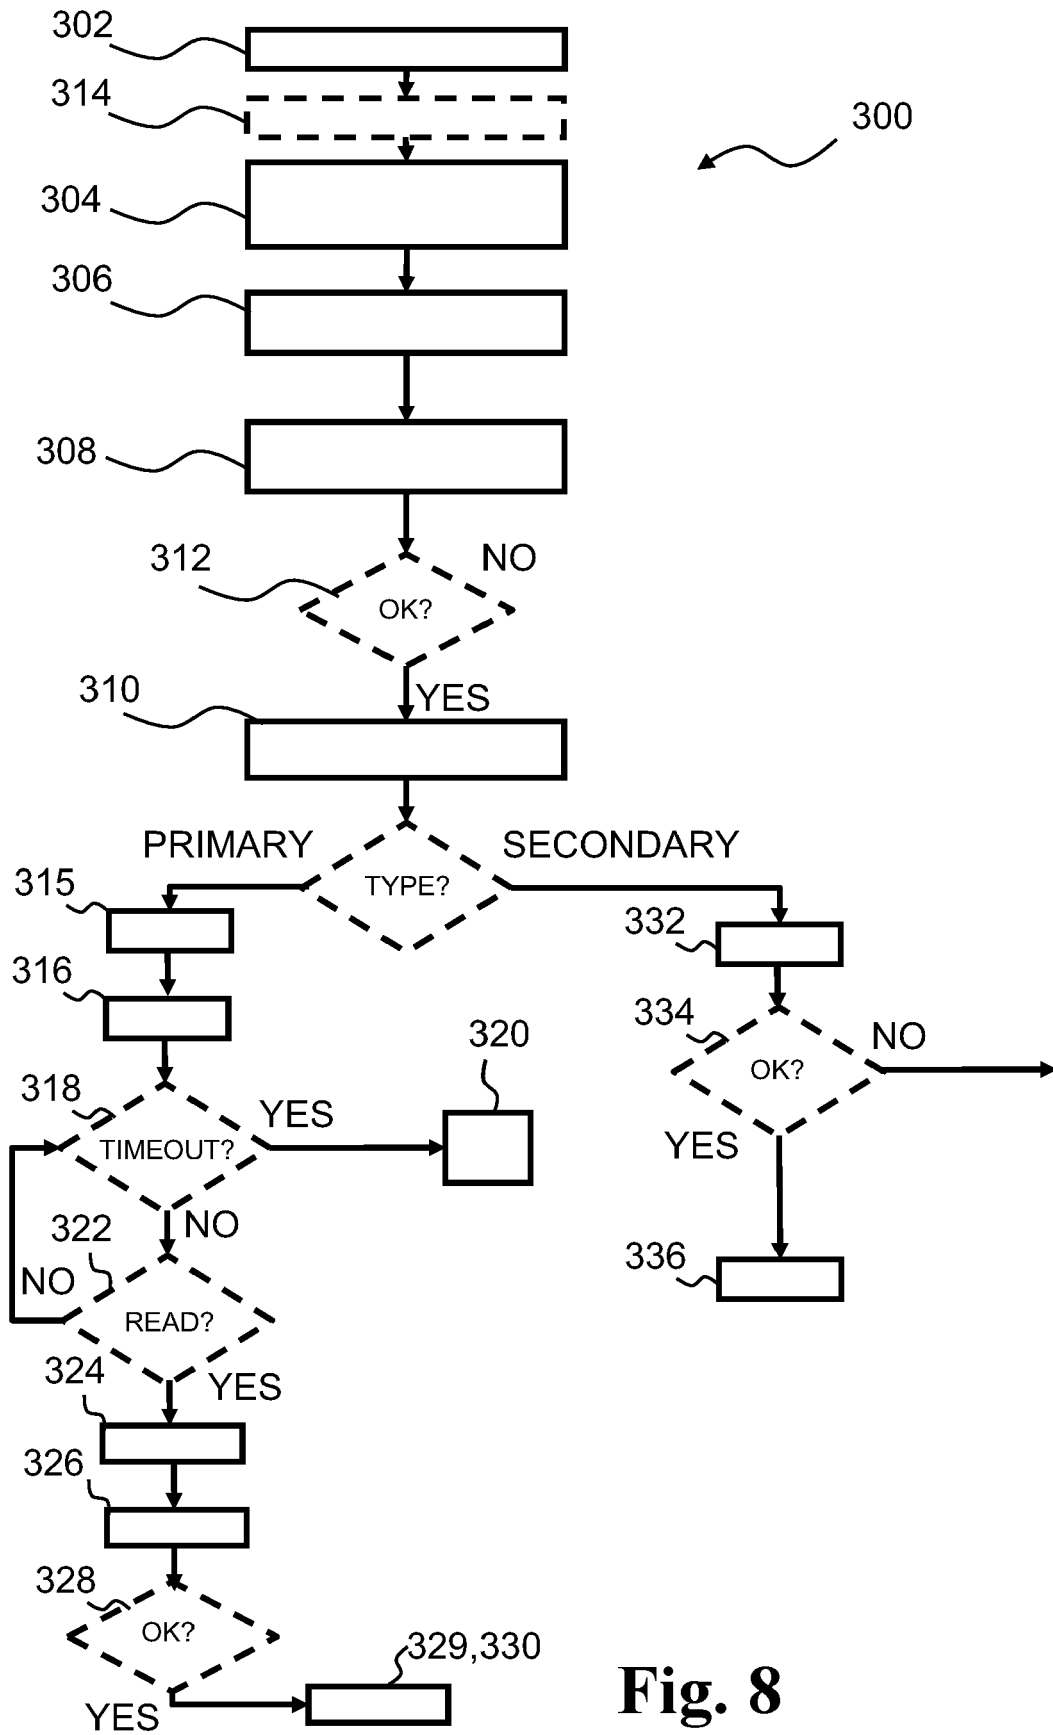 302
314
300
304
306
308
312
NO
OK?
310
YES
PRIMARY
SECONDARY
TYPE?
315
332
316
334
NO
OK?
320
318
YES
TIMEOUT?
YES
322
NO
NO
336
READ?
324
YES
326
328
OK?
329,330
YES
Fig. 8